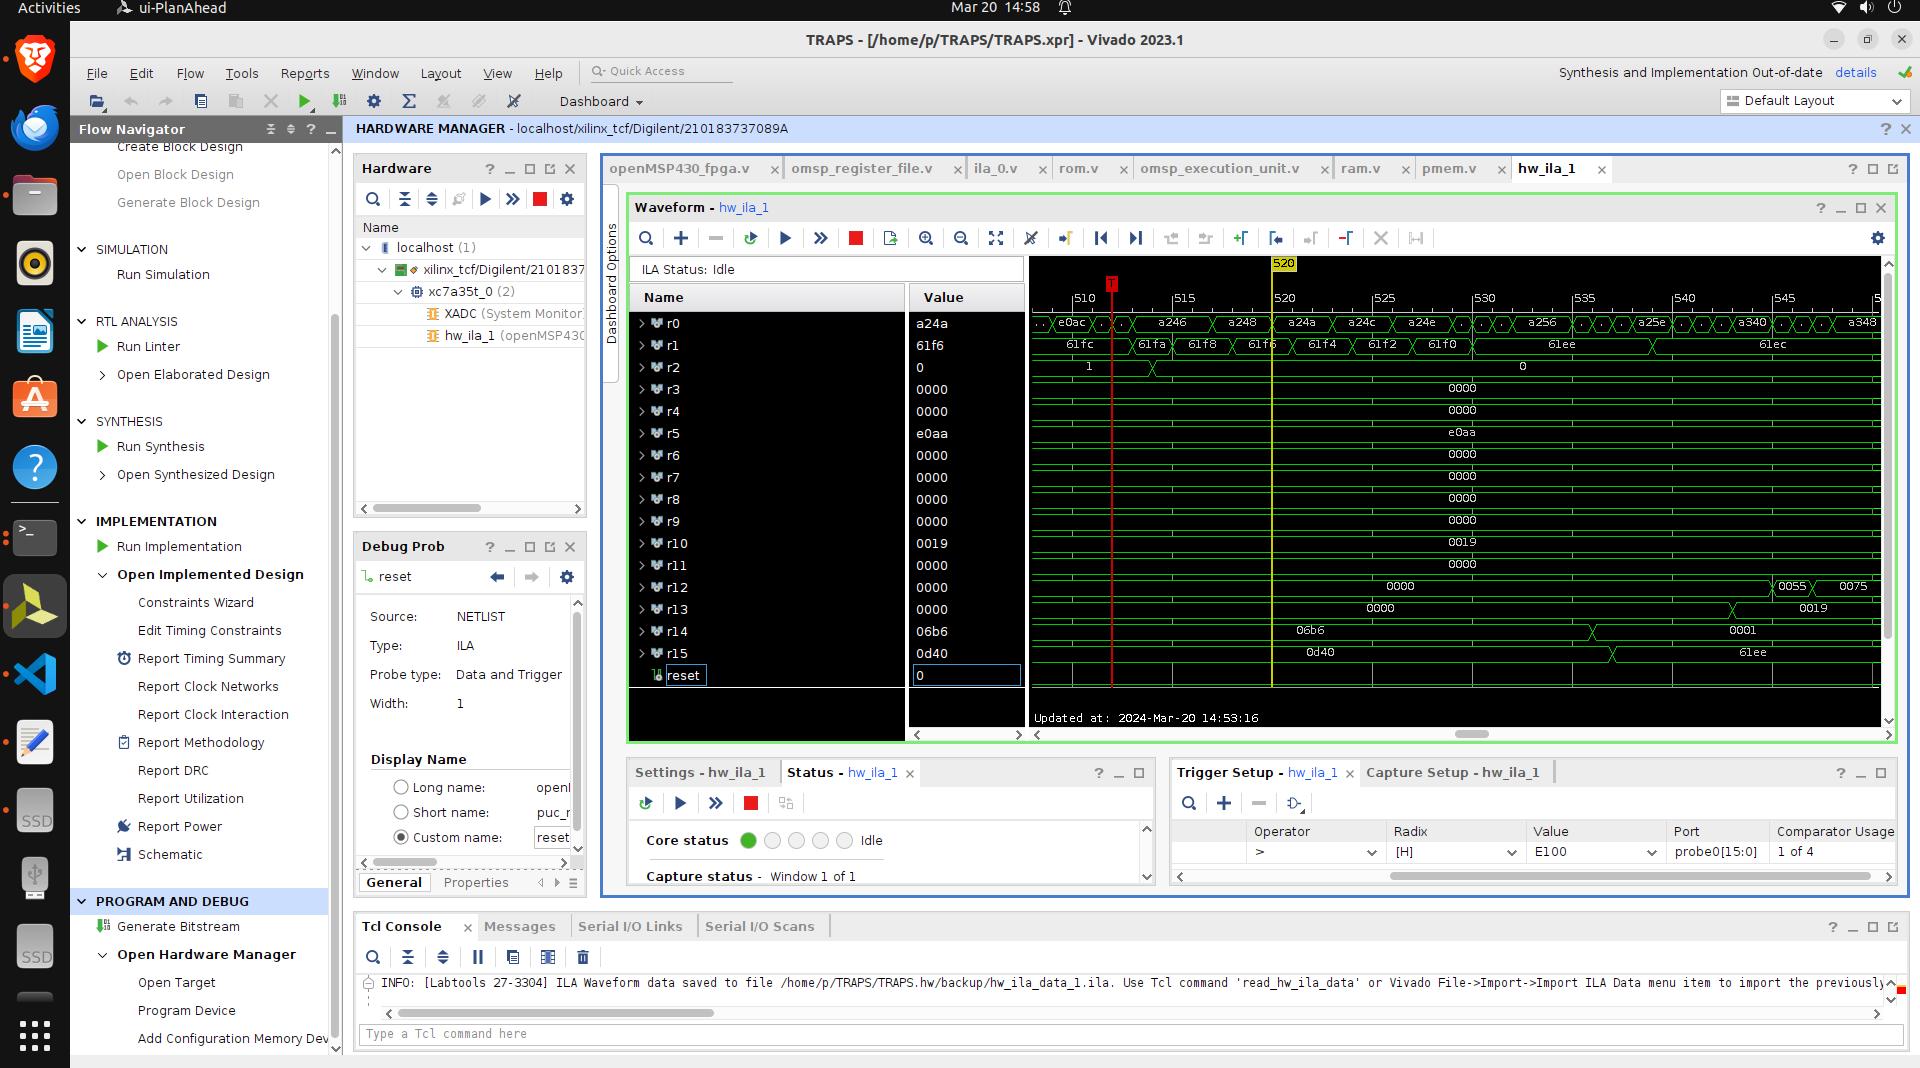 Activities ui-PlanAhead Mar 20 14:58
TRAPS - [/home/p/TRAPS/TRAPS.xpr] - Vivado 2023.1
File Edit Flow Tools Reports Window Layout View Help Quick Access Synthesis and Implementation Out-of-date details
Dashboard Default Layout
Flow Navigator
HARDWARE MANAGER - localhost/xilinx_tcf/Digilent/210183737089A
Create Block Design
Open Block Design
Generate Block Design
SIMULATION
Run Simulation
RTL ANALYSIS
Run Linter
Open Elaborated Design
SYNTHESIS
Run Synthesis
Open Synthesized Design
IMPLEMENTATION
Run Implementation
Open Implemented Design
Constraints Wizard
Edit Timing Constraints
Report Timing Summary
Report Clock Networks
Report Clock Interaction
Report Methodology
Report DRC
Report Utilization
Report Power
Schematic
PROGRAM AND DEBUG
Generate Bitstream
Open Hardware Manager
Open Target
Program Device
Add Configuration Memory Dev
Hardware
Name
localhost (1)
xilinx_tcf/Digilent/2101837
xc7a35t_0 (2)
XADC (System Monitor
hw_ila_1 (openMSP430
Debug Prob
reset
Source: NETLIST
Type: ILA
Probe type: Data and Trigger
Width: 1
Display Name
Long name: openl
Short name: puc_r
Custom name: reset
General Properties
openMSP430_fpga.v omsp_register_file.v ila_0.v rom.v omsp_execution_unit.v ram.v pmem.v hw_ila_1
Dashboard Options
Waveform - hw_ila_1
ILA Status: Idle
520
Name Value
510 515 520 525 530 535 540 545 5
r0 a24a e0ac a246 a248 a24a a24c a24e a256 a25e a340 a348
r1 61f6 61fc 61fa 61f8 61f6 61f4 61f2 61f0 61ee 61ec
r2 0 1 0
r3 0000 0000
r4 0000 0000
r5 e0aa e0aa
r6 0000 0000
r7 0000 0000
r8 0000 0000
r9 0000 0000
r10 0019 0019
r11 0000 0000
r12 0000 0000 0055 0075
r13 0000 0000 0019
r14 06b6 06b6 0001
r15 0d40 0d40 61ee
reset 0
Updated at: 2024-Mar-20 14:53:16
Settings - hw_ila_1 Status - hw_ila_1
Core status Idle
Capture status - Window 1 of 1
Trigger Setup - hw_ila_1 Capture Setup - hw_ila_1
Operator Radix Value Port Comparator Usage
> [H] E100 probe0[15:0] 1 of 4
Tcl Console Messages Serial I/O Links Serial I/O Scans
INFO: [Labtools 27-3304] ILA Waveform data saved to file /home/p/TRAPS/TRAPS.hw/backup/hw_ila_data_1.ila. Use Tcl command 'read_hw_ila_data' or Vivado File->Import->Import ILA Data menu item to import the previously
Type a Tcl command here
SSD
SSD